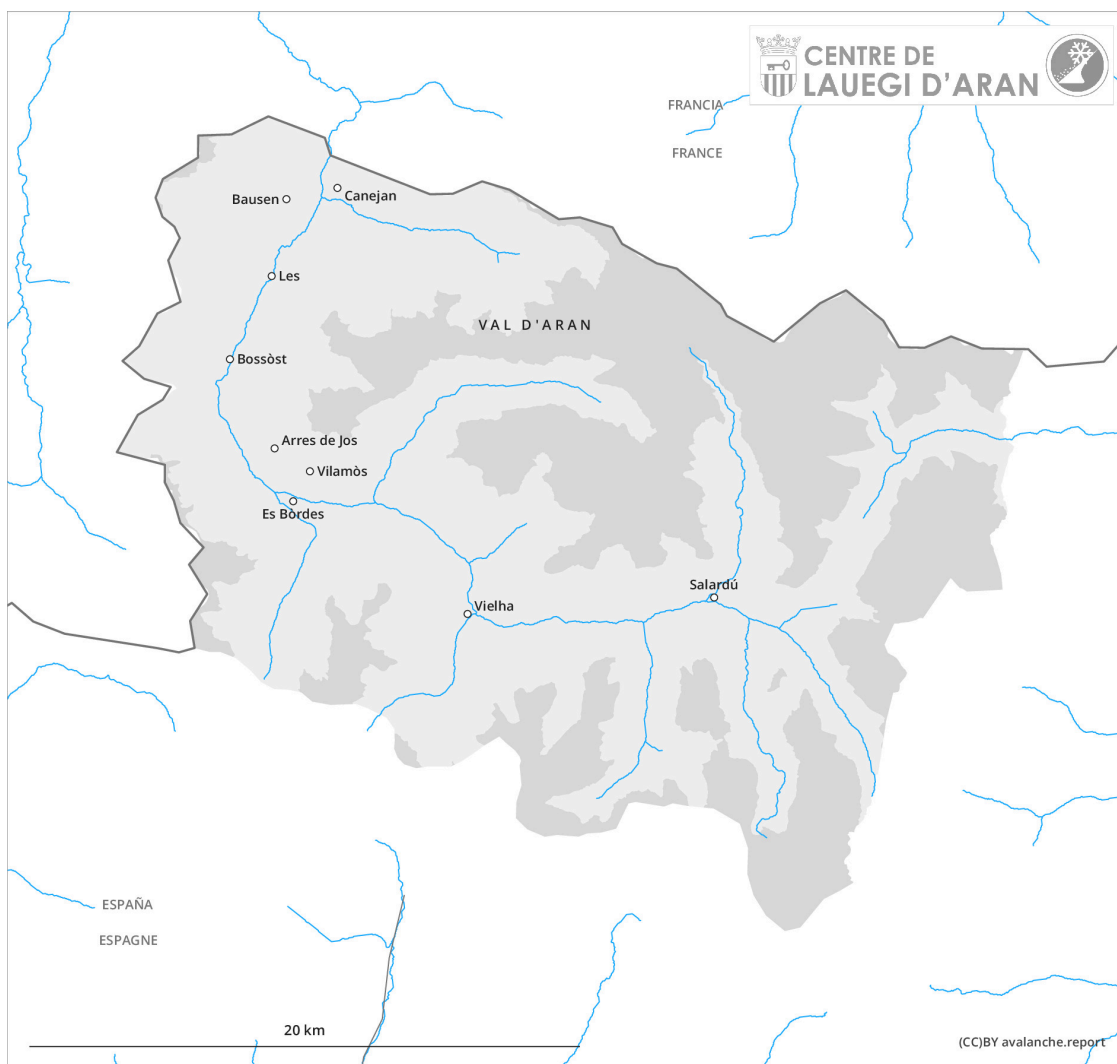 CENTRE DE
LAUEGI D'ARAN
FRANCIA
FRANCE
Bausen
Canejan
Les
VAL D'ARAN
Bossòst
Arres de Jos
Vilamòs
Es Bòrdes
Salardú
Vielha
ESPAÑA
ESPAGNE
20 km
(CC)BY avalanche.report